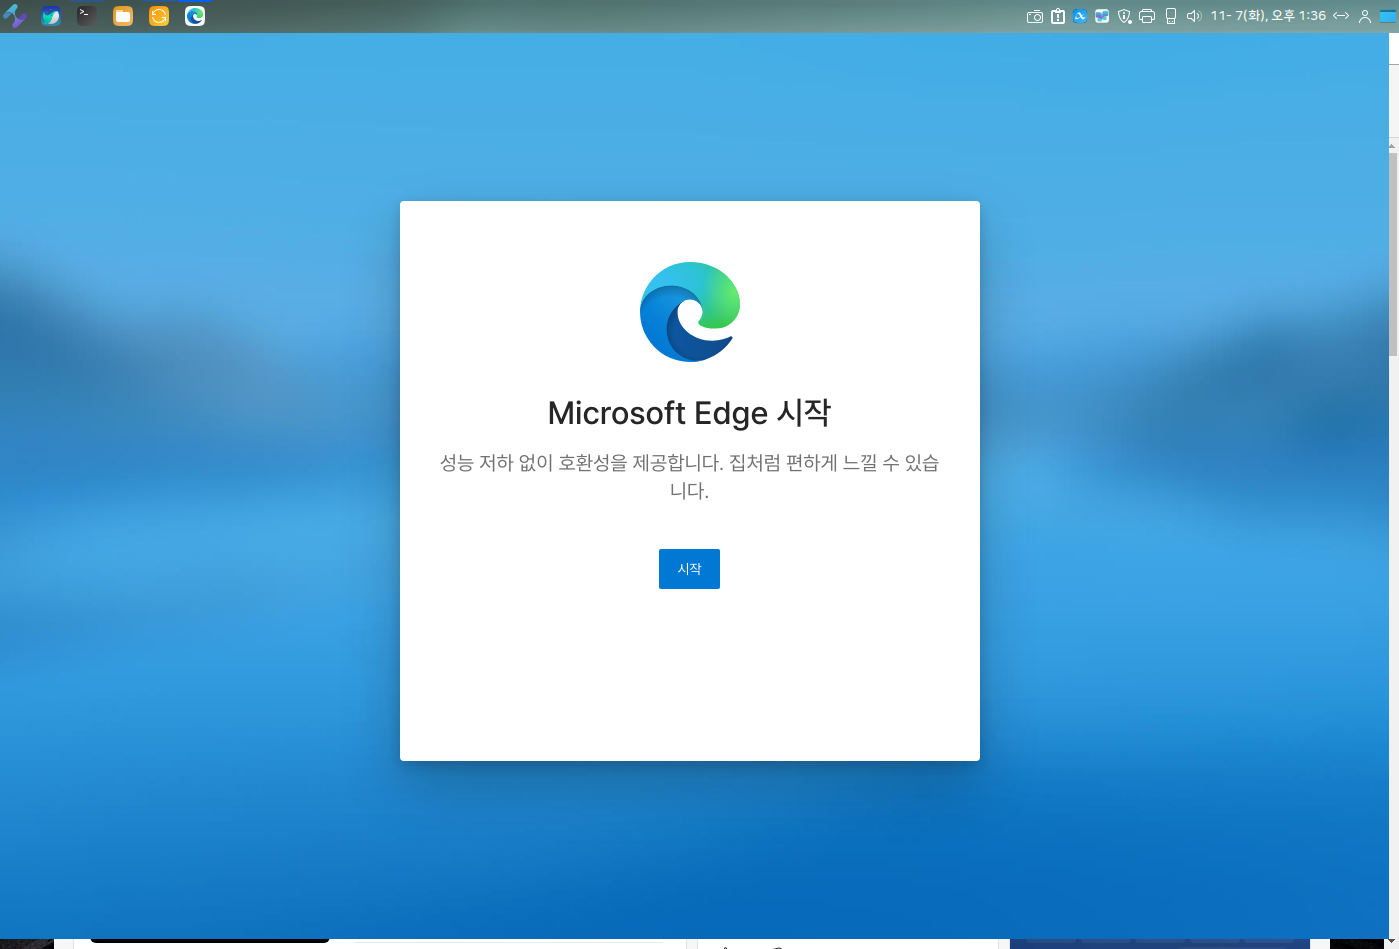 11- 7(화), 오후 1:36
Microsoft Edge 시작
성능 저하 없이 호환성을 제공합니다. 집처럼 편하게 느낄 수 있습
니다.
시작